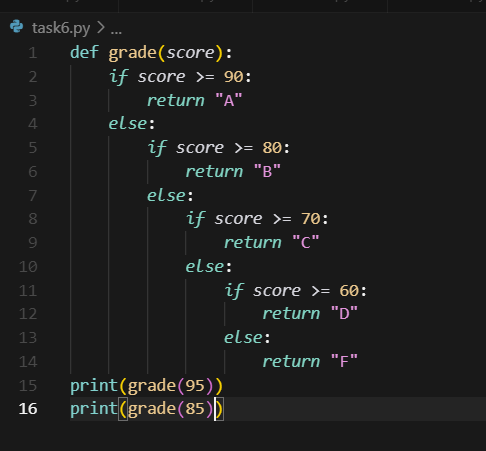 task6.py > ...
1 def grade(score):
2     if score >= 90:
3         return "A"
4     else:
5         if score >= 80:
6             return "B"
7         else:
8             if score >= 70:
9                 return "C"
10             else:
11                 if score >= 60:
12                     return "D"
13                 else:
14                     return "F"
15 print(grade(95))
16 print(grade(85))